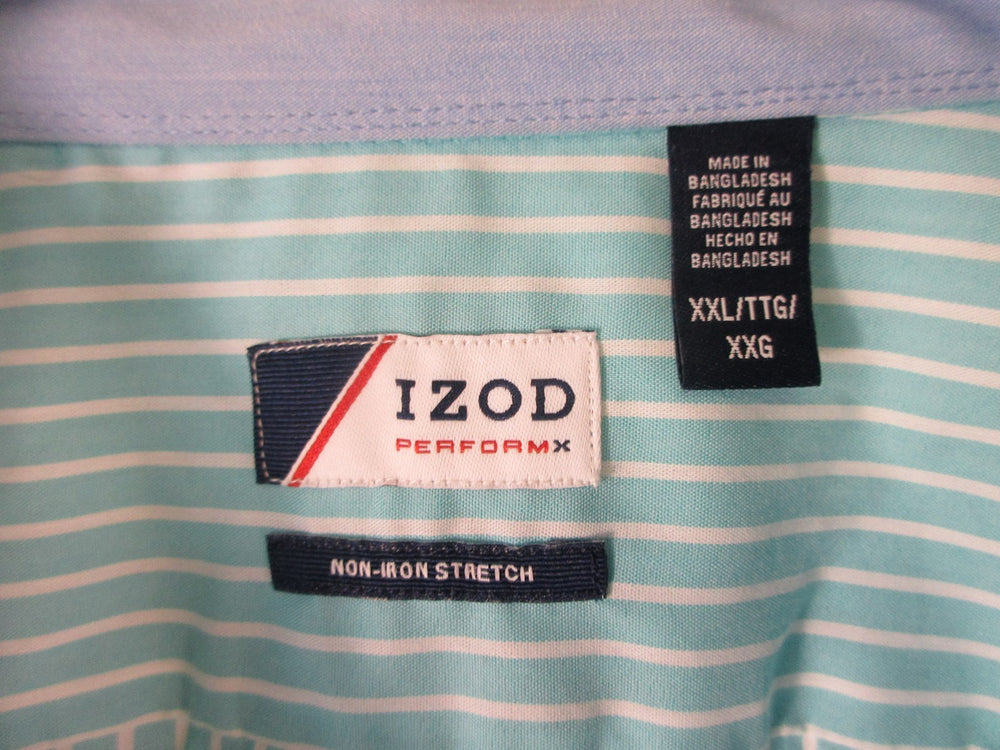 MADE IN
BANGLADESH
FABRIQUÉ AU
BANGLADESH
HECHO EN
BANGLADESH
XXL/TTG/
XXG
IZOD
PERFORMX
NON-IRON STRETCH